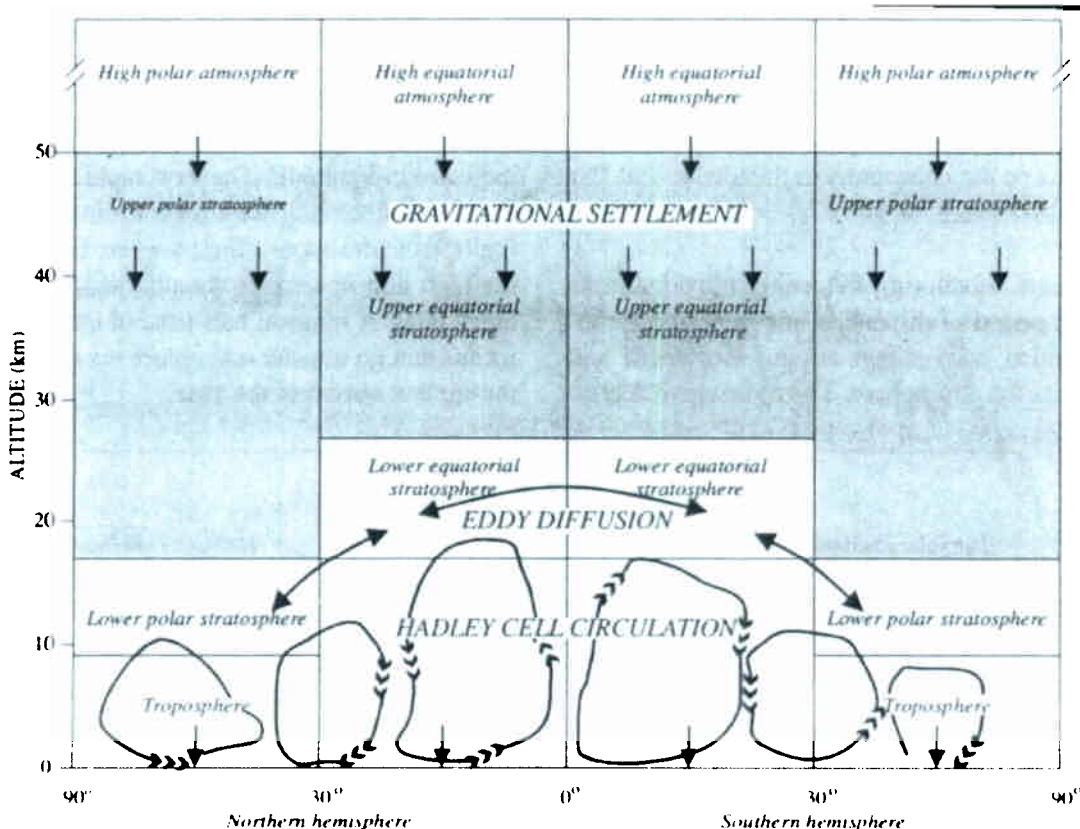 High polar atmosphere
High equatorial
atmosphere
High equatorial
atmosphere
High polar atmosphere
50
Upper polar stratosphere
GRAVITATIONAL SETTLEMENT
Upper polar stratosphere
40
Upper equatorial
stratosphere
Upper equatorial
stratosphere
ALTITUDE (km)
30
Lower equatorial
stratosphere
Lower equatorial
stratosphere
20
EDDY DIFFUSION
Lower polar stratosphere
HADLEY CELL CIRCULATION
Lower polar stratosphere
10
Troposphere
Troposphere
0
90° 30° 0° 30° 90°
Northern hemisphere
Southern hemisphere